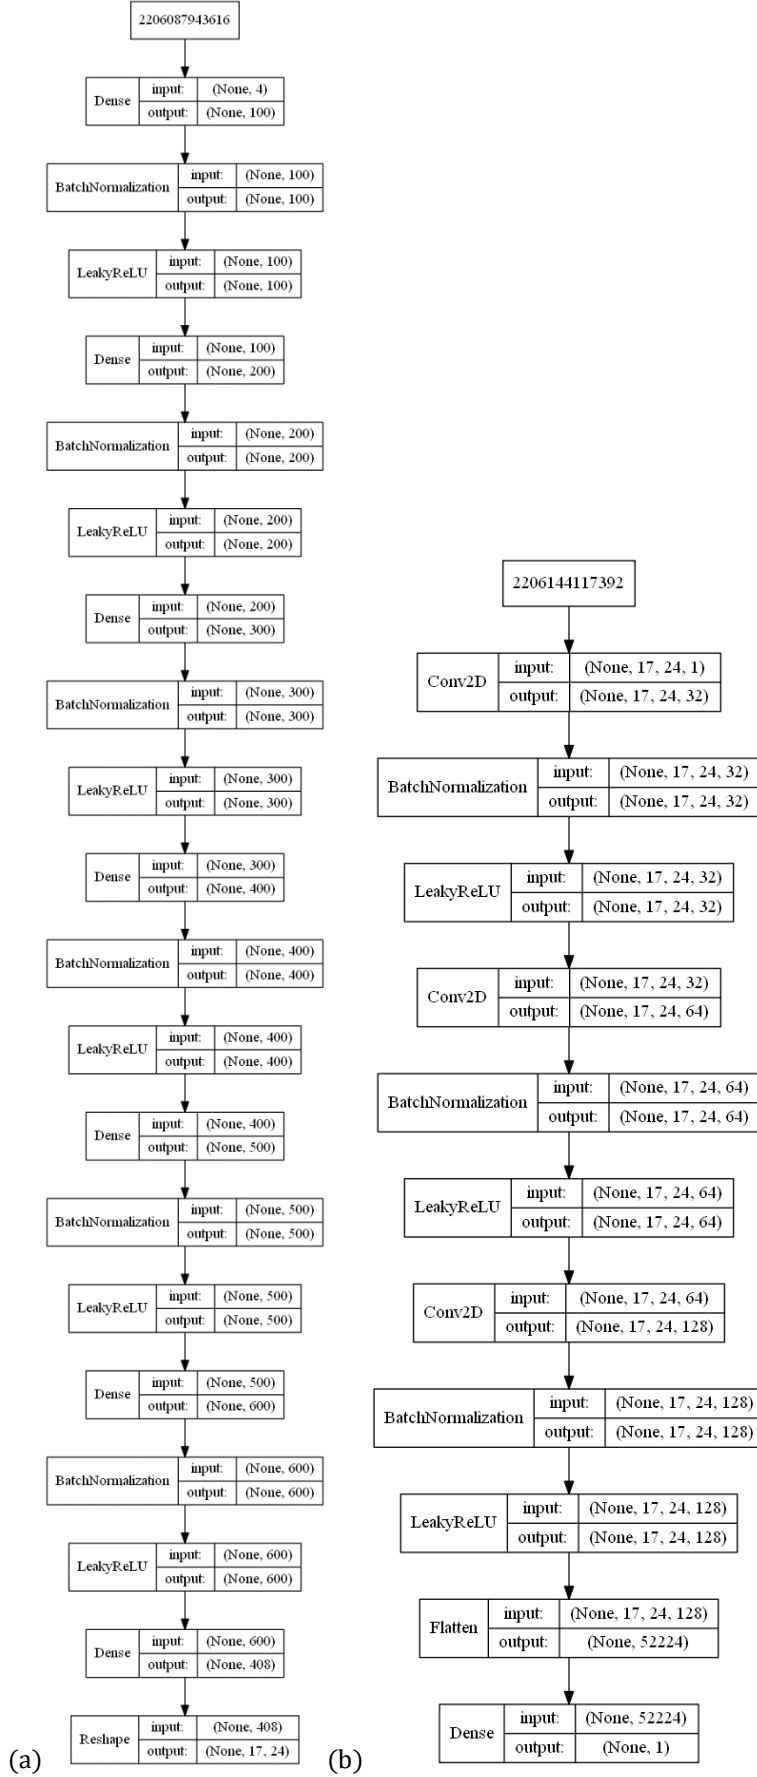 2206087943616
Dense input: (None, 4)
output: (None, 100)
BatchNormalization input: (None, 100)
output: (None, 100)
LeakyReLU input: (None, 100)
output: (None, 100)
Dense input: (None, 100)
output: (None, 200)
BatchNormalization input: (None, 200)
output: (None, 200)
LeakyReLU input: (None, 200)
output: (None, 200)
Dense input: (None, 200)
output: (None, 300)
BatchNormalization input: (None, 300)
output: (None, 300)
LeakyReLU input: (None, 300)
output: (None, 300)
Dense input: (None, 300)
output: (None, 400)
BatchNormalization input: (None, 400)
output: (None, 400)
LeakyReLU input: (None, 400)
output: (None, 400)
Dense input: (None, 400)
output: (None, 500)
BatchNormalization input: (None, 500)
output: (None, 500)
LeakyReLU input: (None, 500)
output: (None, 500)
Dense input: (None, 500)
output: (None, 600)
BatchNormalization input: (None, 600)
output: (None, 600)
LeakyReLU input: (None, 600)
output: (None, 600)
Dense input: (None, 600)
output: (None, 408)
Reshape input: (None, 408)
output: (None, 17, 24)
(a)
2206144117392
Conv2D input: (None, 17, 24, 1)
output: (None, 17, 24, 32)
BatchNormalization input: (None, 17, 24, 32)
output: (None, 17, 24, 32)
LeakyReLU input: (None, 17, 24, 32)
output: (None, 17, 24, 32)
Conv2D input: (None, 17, 24, 32)
output: (None, 17, 24, 64)
BatchNormalization input: (None, 17, 24, 64)
output: (None, 17, 24, 64)
LeakyReLU input: (None, 17, 24, 64)
output: (None, 17, 24, 64)
Conv2D input: (None, 17, 24, 64)
output: (None, 17, 24, 128)
BatchNormalization input: (None, 17, 24, 128)
output: (None, 17, 24, 128)
LeakyReLU input: (None, 17, 24, 128)
output: (None, 17, 24, 128)
Flatten input: (None, 17, 24, 128)
output: (None, 52224)
Dense input: (None, 52224)
output: (None, 1)
(b)